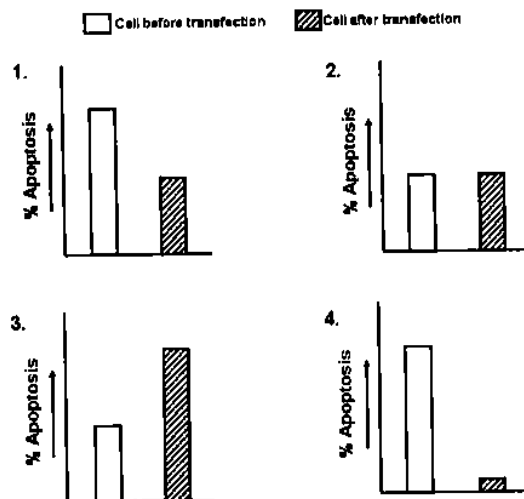 Cell before transfection
Cell after transfection
1.
% Apoptosis
2.
% Apoptosis
3.
% Apoptosis
4.
% Apoptosis